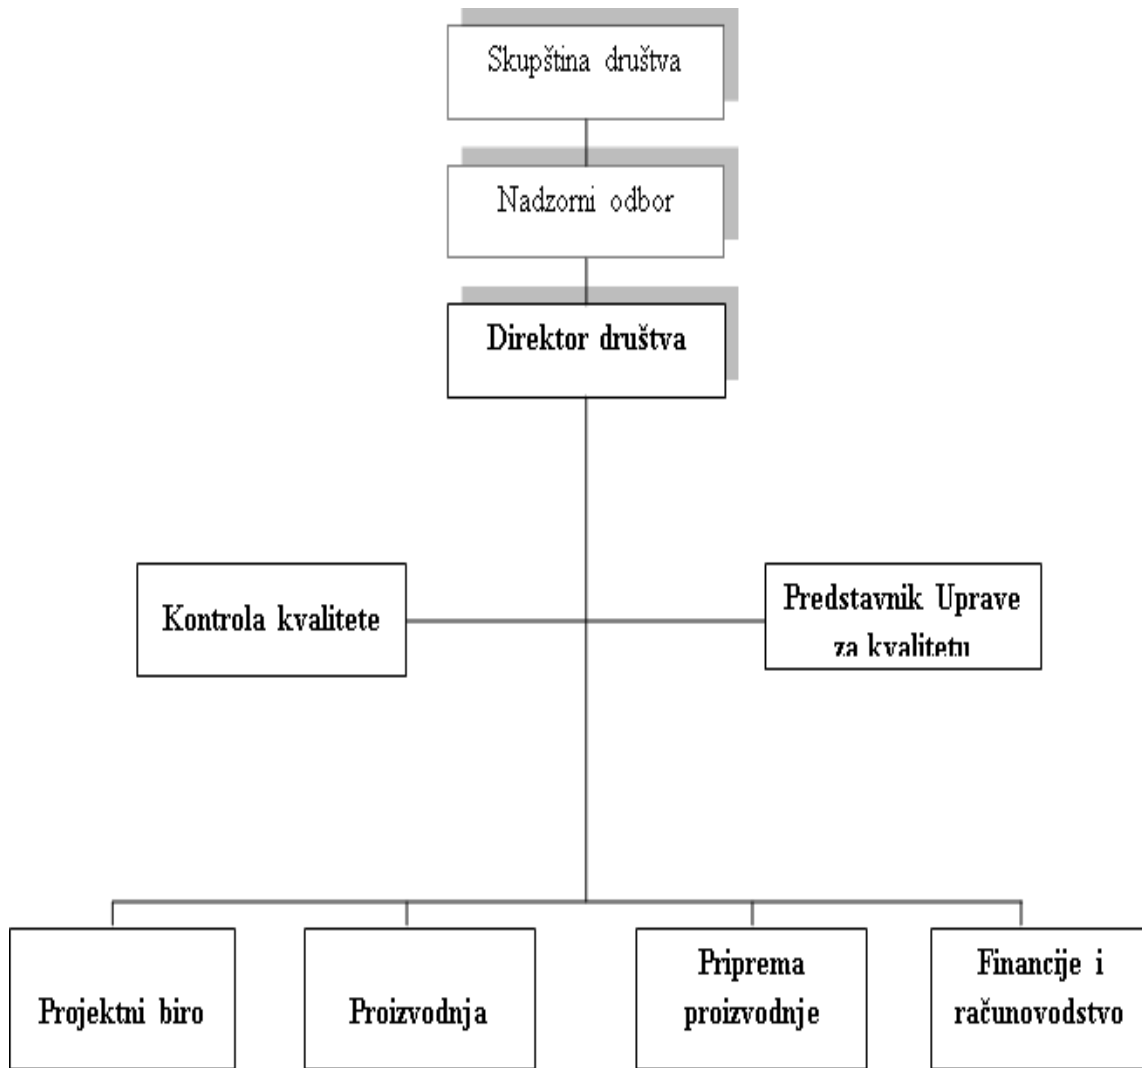 Skupština društva
Nadzorni odbor
Direktor društva
Kontrola kvalitete
Predstavnik Uprave
za kvalitetu
Projektni biro
Proizvodnja
Priprema
proizvodnje
Financije i
računovodstvo